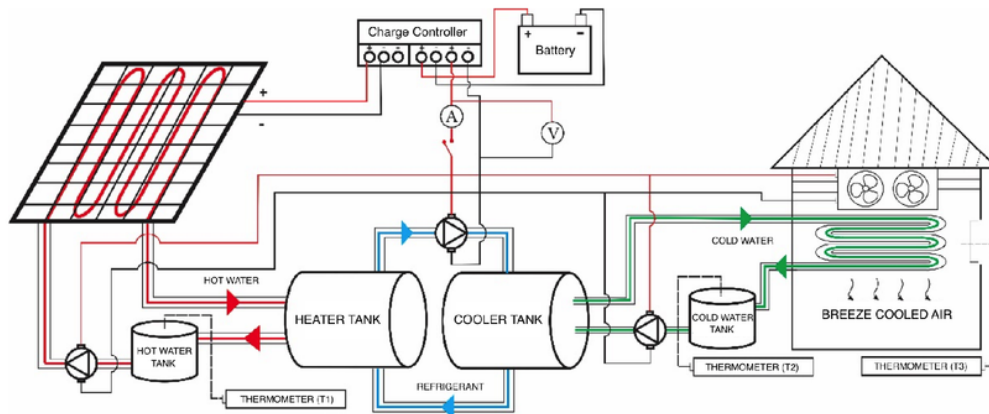 Charge Controller
+ - -
+ - + -
+ -
Battery
+
-
A
V
COLD WATER
HOT WATER
HEATER TANK
COOLER TANK
COLD WATER
TANK
BREEZE COOLED AIR
HOT WATER
TANK
THERMOMETER (T2)
THERMOMETER (T3)
REFRIGERANT
THERMOMETER (T1)